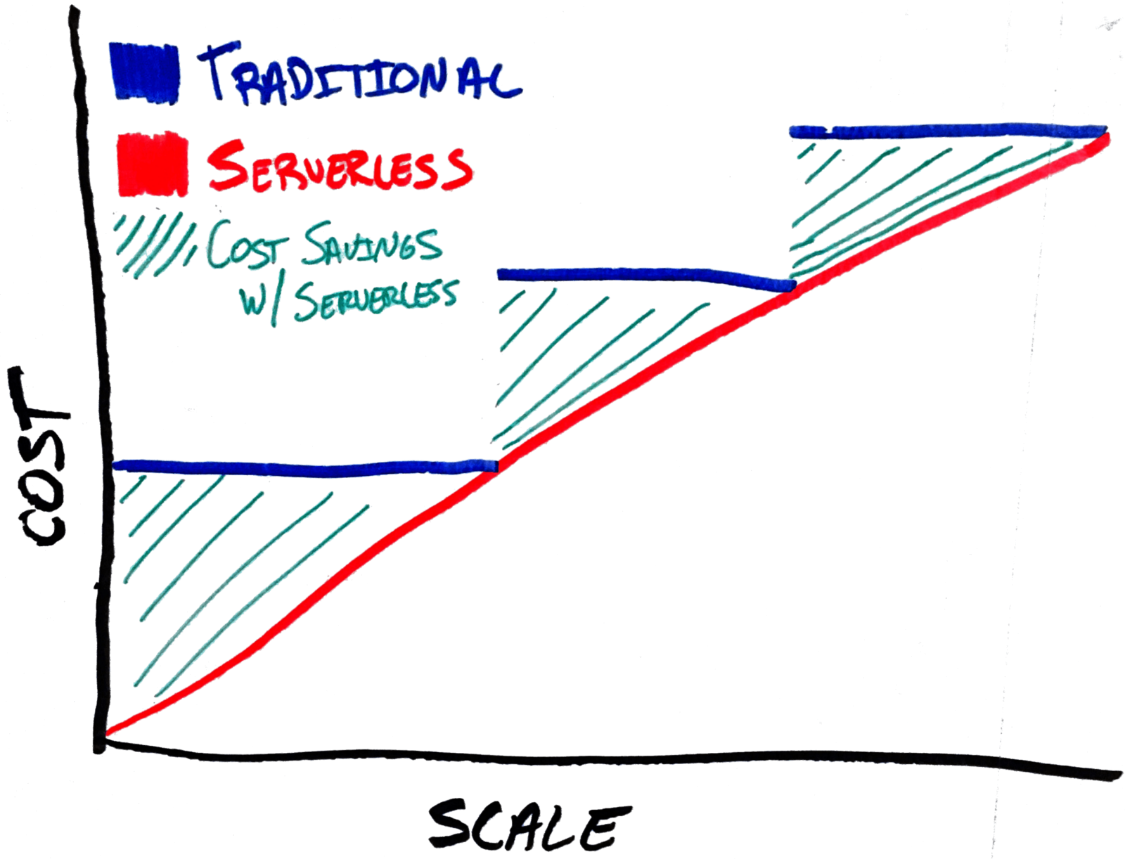 TRADITIONAL
SERVERLESS
COST SAVINGS
W/ SERVERLESS
COST
SCALE